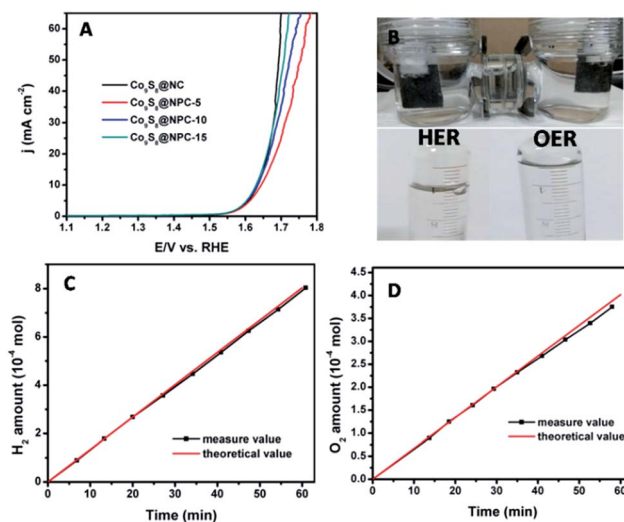 A
Co₉S₈@NC
Co₉S₈@NPC-5
Co₉S₈@NPC-10
Co₉S₈@NPC-15
j (mA cm⁻²)
60
50
40
30
20
10
0
1.1 1.2 1.3 1.4 1.5 1.6 1.7 1.8
E/V vs. RHE
B
HER OER
C
H₂ amount (10⁻⁴ mol)
8
6
4
2
0
measure value
theoretical value
0 10 20 30 40 50 60
Time (min)
D
O₂ amount (10⁻⁴ mol)
4.5
4.0
3.5
3.0
2.5
2.0
1.5
1.0
0.5
0.0
measure value
theoretical value
0 10 20 30 40 50 60
Time (min)